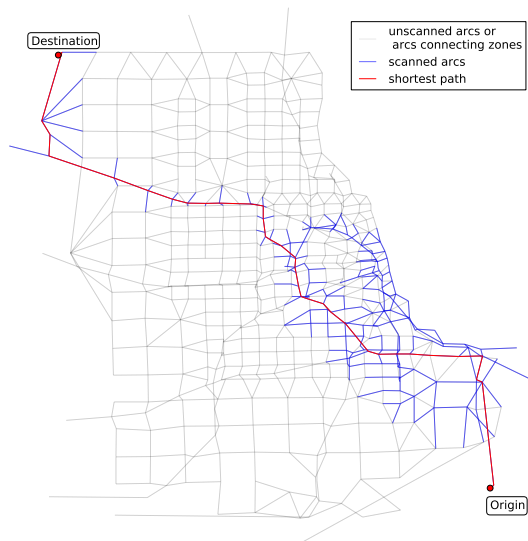 Destination
unscanned arcs or
arcs connecting zones
scanned arcs
shortest path
Origin